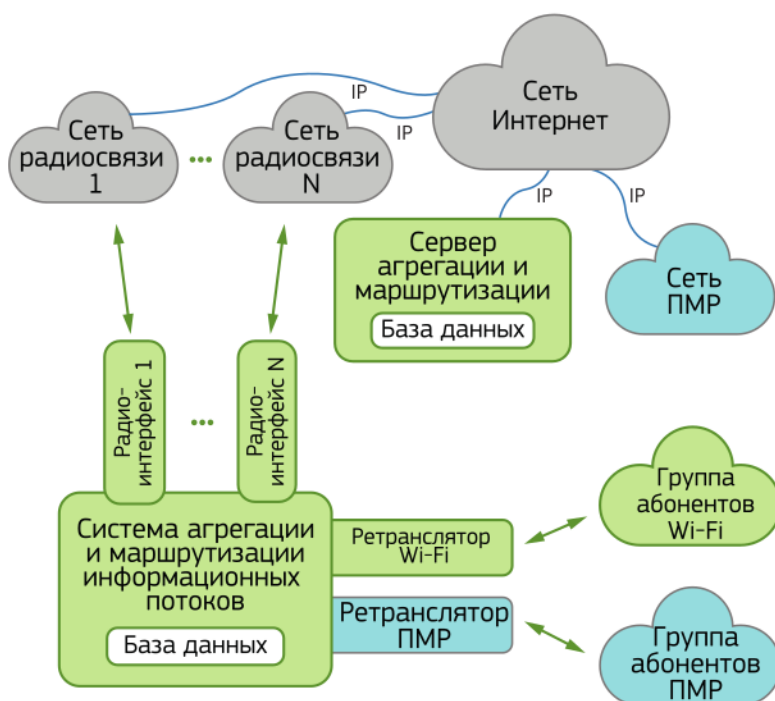 Сеть
Интернет
IP
IP
Сеть
радиосвязи
1
...
Сеть
радиосвязи
N
IP
IP
Сервер
агрегации и
маршрутизации
База данных
Сеть
ПМР
Радио-
интерфейс 1
...
Радио-
интерфейс N
Группа
абонентов
Wi-Fi
Система агрегации
и маршрутизации
информационных
потоков
База данных
Ретранслятор
Wi-Fi
Ретранслятор
ПМР
Группа
абонентов
ПМР